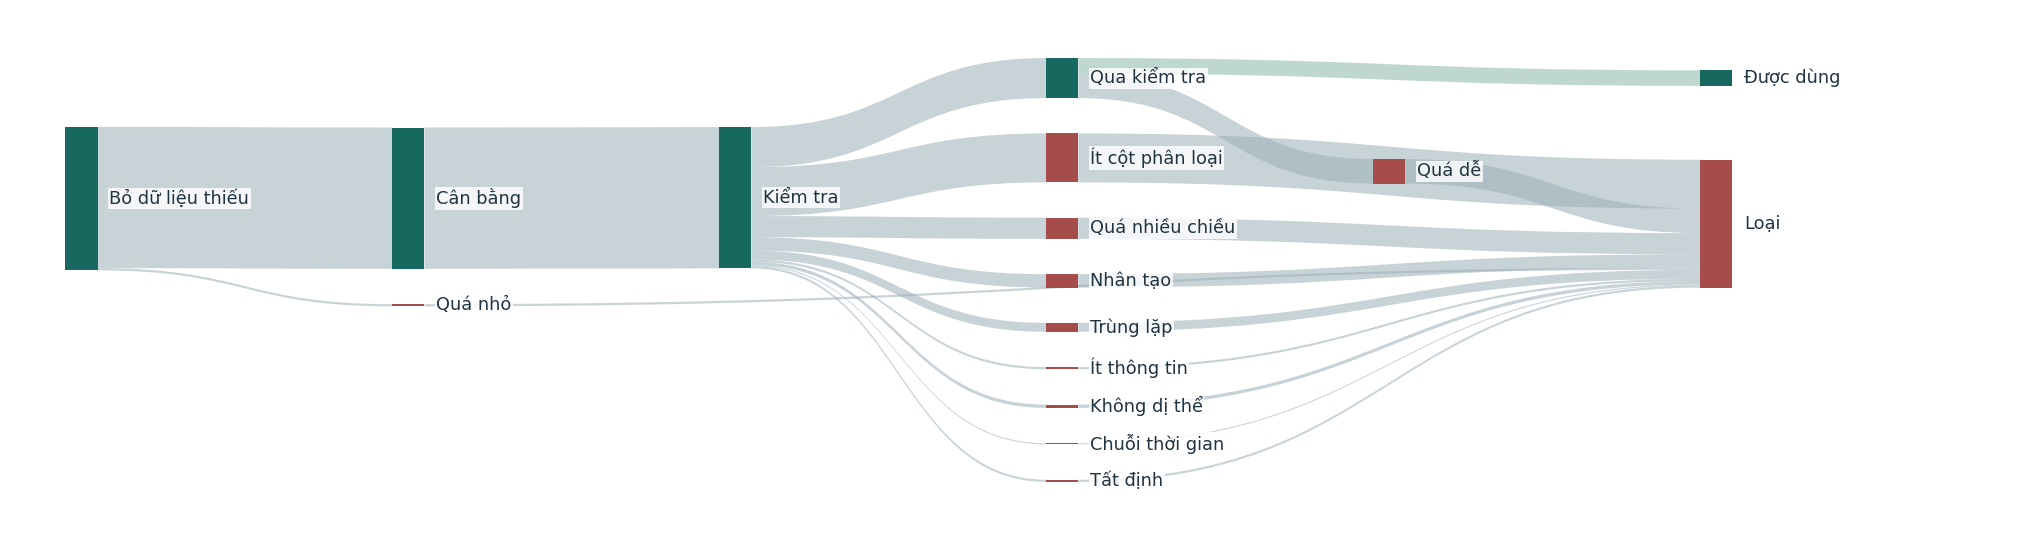 Bỏ dữ liệu thiếu
Cân bằng
Quá nhỏ
Kiểm tra
Qua kiểm tra
Ít cột phân loại
Quá nhiều chiều
Nhân tạo
Trùng lặp
Ít thông tin
Không dị thể
Chuỗi thời gian
Tất định
Quá dễ
Được dùng
Loại